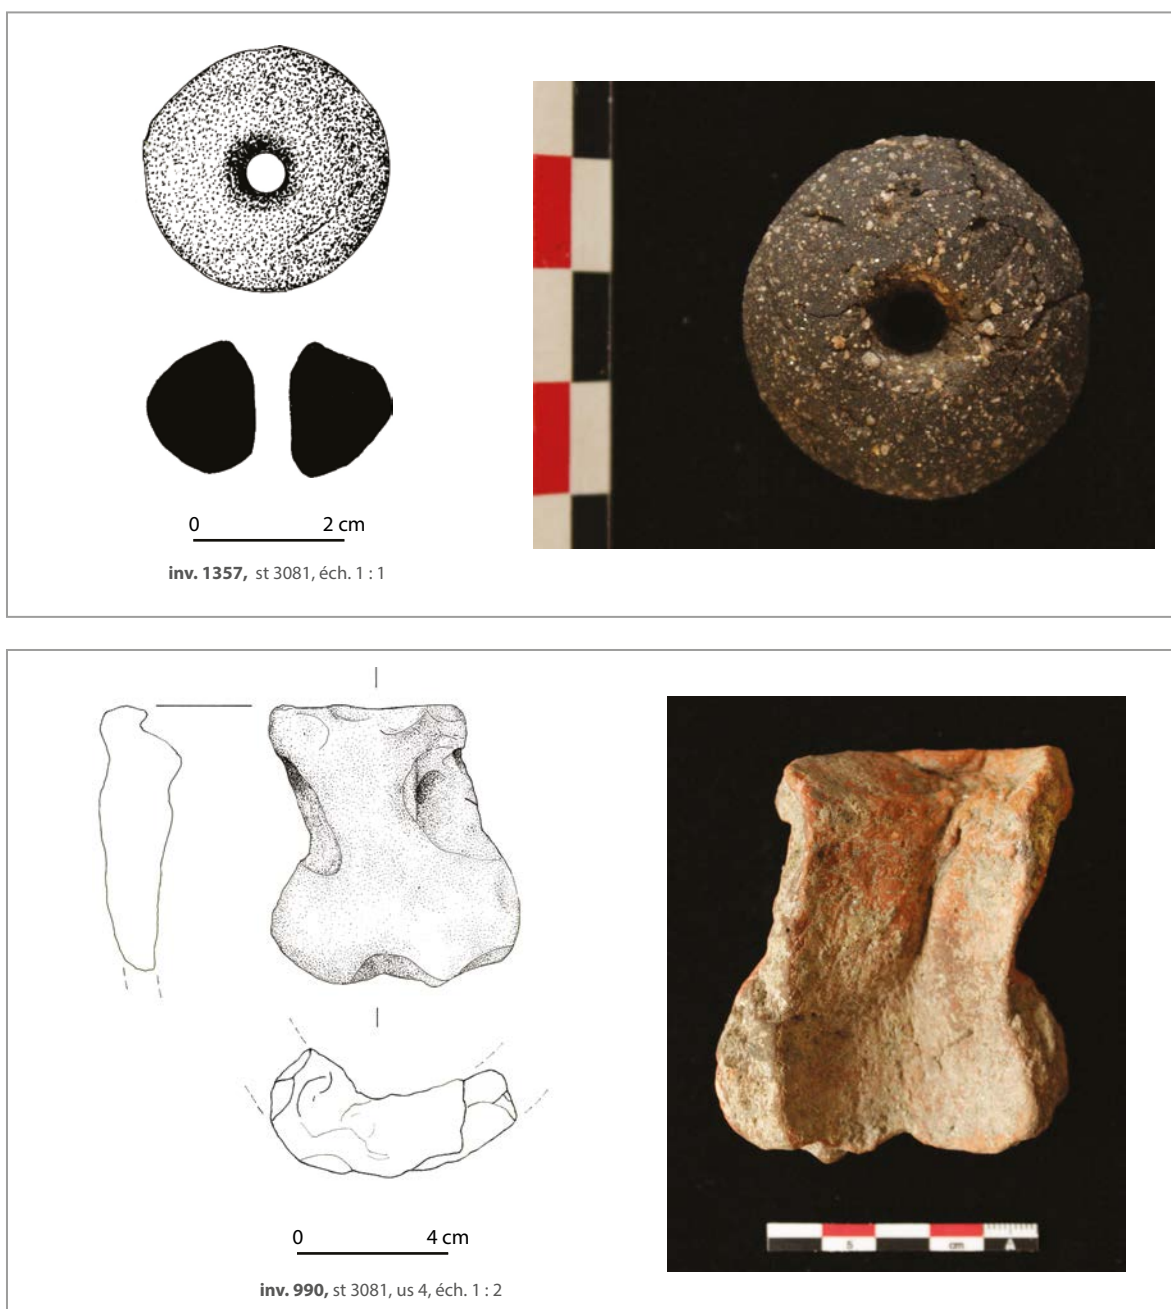 0 2 cm
inv. 1357, st 3081, éch. 1 : 1
0 4 cm
inv. 990, st 3081, us 4, éch. 1 : 2
5 cm A